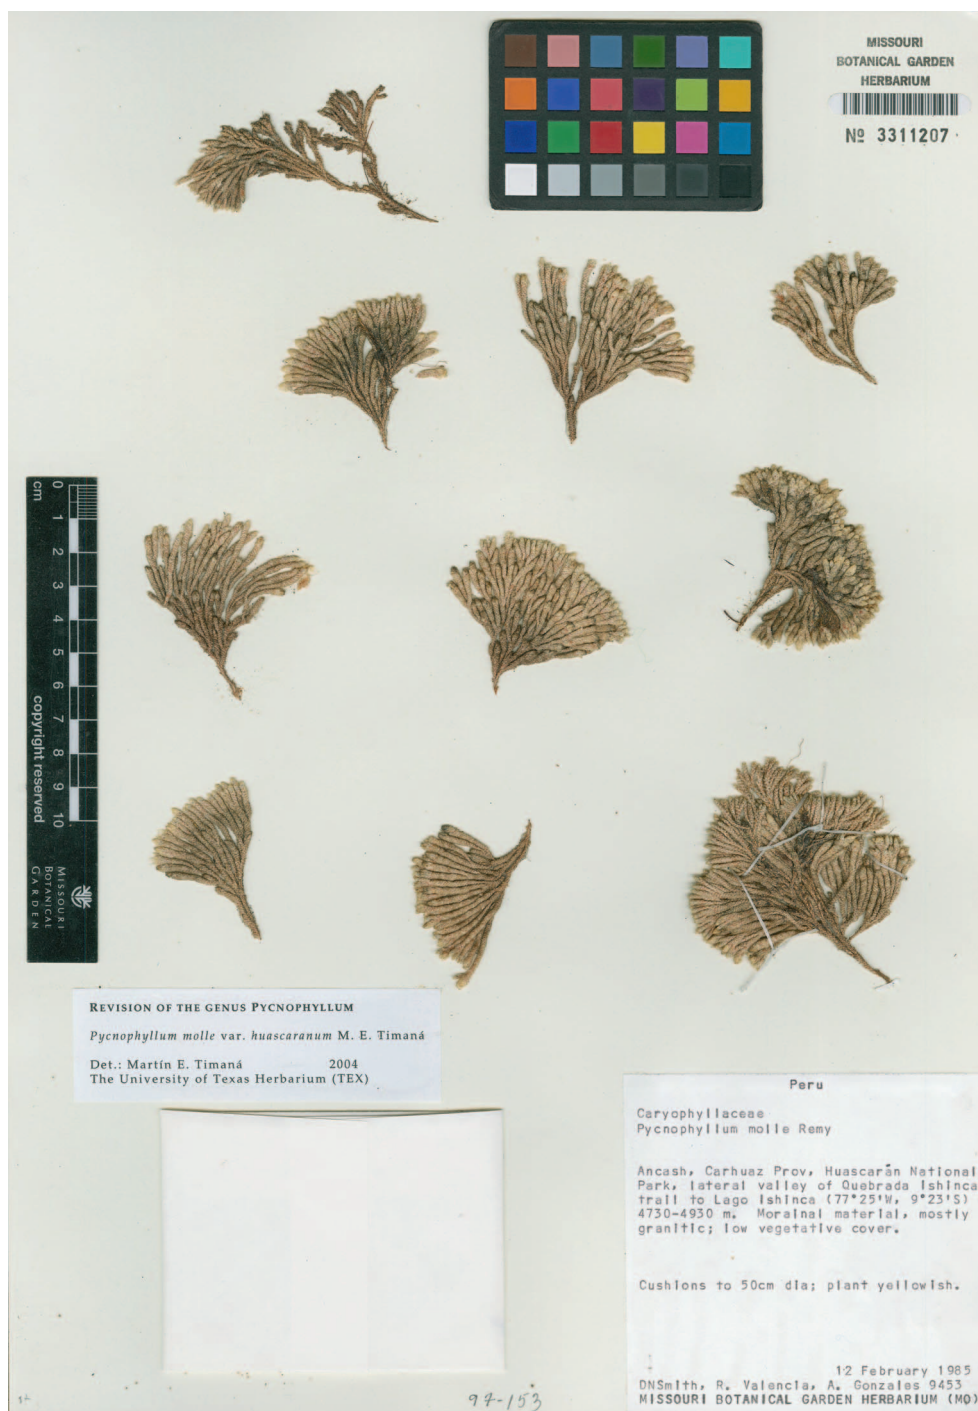 MISSOURI
BOTANICAL GARDEN
HERBARIUM
No 3311207
cm
0 1 2 3 4 5 6 7 8 9 10
copyright reserved
MISSOURI
BOTANICAL
GARDEN
REVISION OF THE GENUS PYCNOPHYLLUM
Pycnophyllum molle var. huascaranum M. E. Timaná
Det.: Martín E. Timaná 2004
The University of Texas Herbarium (TEX)
Peru
Caryophyllaceae
Pycnophyllum molle Remy
Ancash, Carhuaz Prov, Huascarán National
Park, lateral valley of Quebrada Ishinca
trail to Lago Ishinca (77°25'W, 9°23'S)
4730-4930 m. Morainal material, mostly
granitic; low vegetative cover.
Cushions to 50cm dia; plant yellowish.
12 February 1985
DNSmith, R. Valencia, A. Gonzales 9453
MISSOURI BOTANICAL GARDEN HERBARIUM (MO)
97-153